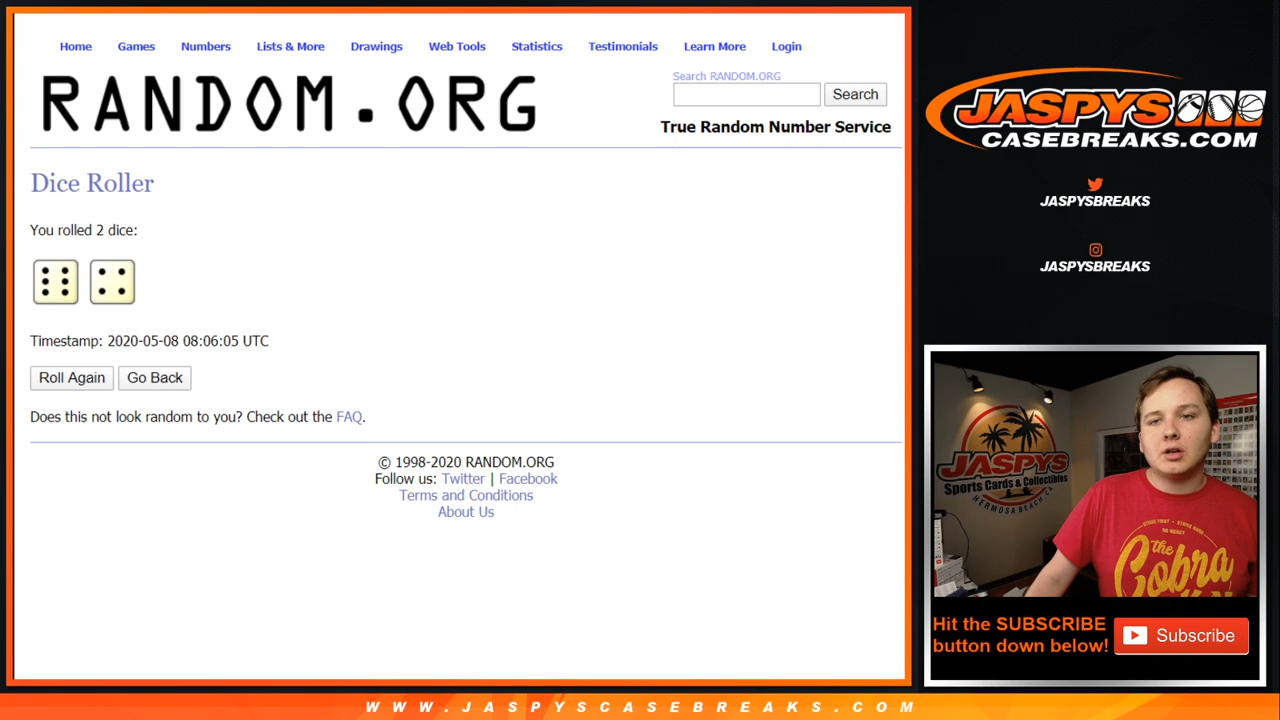 Home Games Numbers Lists & More Drawings Web Tools Statistics Testimonials Learn More Login
RANDOM.ORG
Search RANDOM.ORG
Search
True Random Number Service
Dice Roller
You rolled 2 dice:
Timestamp: 2020-05-08 08:06:05 UTC
Roll Again Go Back
Does this not look random to you? Check out the FAQ.
© 1998-2020 RANDOM.ORG
Follow us: Twitter | Facebook
Terms and Conditions
About Us
JASPYS
CASEBREAKS.COM
JASPYSBREAKS
JASPYSBREAKS
JASPYS
Sports Cards & Collectibles
HERMOSA BEACH CA
the
Cobra
Hit the SUBSCRIBE
button down below!
Subscribe
WWW.JASPYSCASEBREAKS.COM